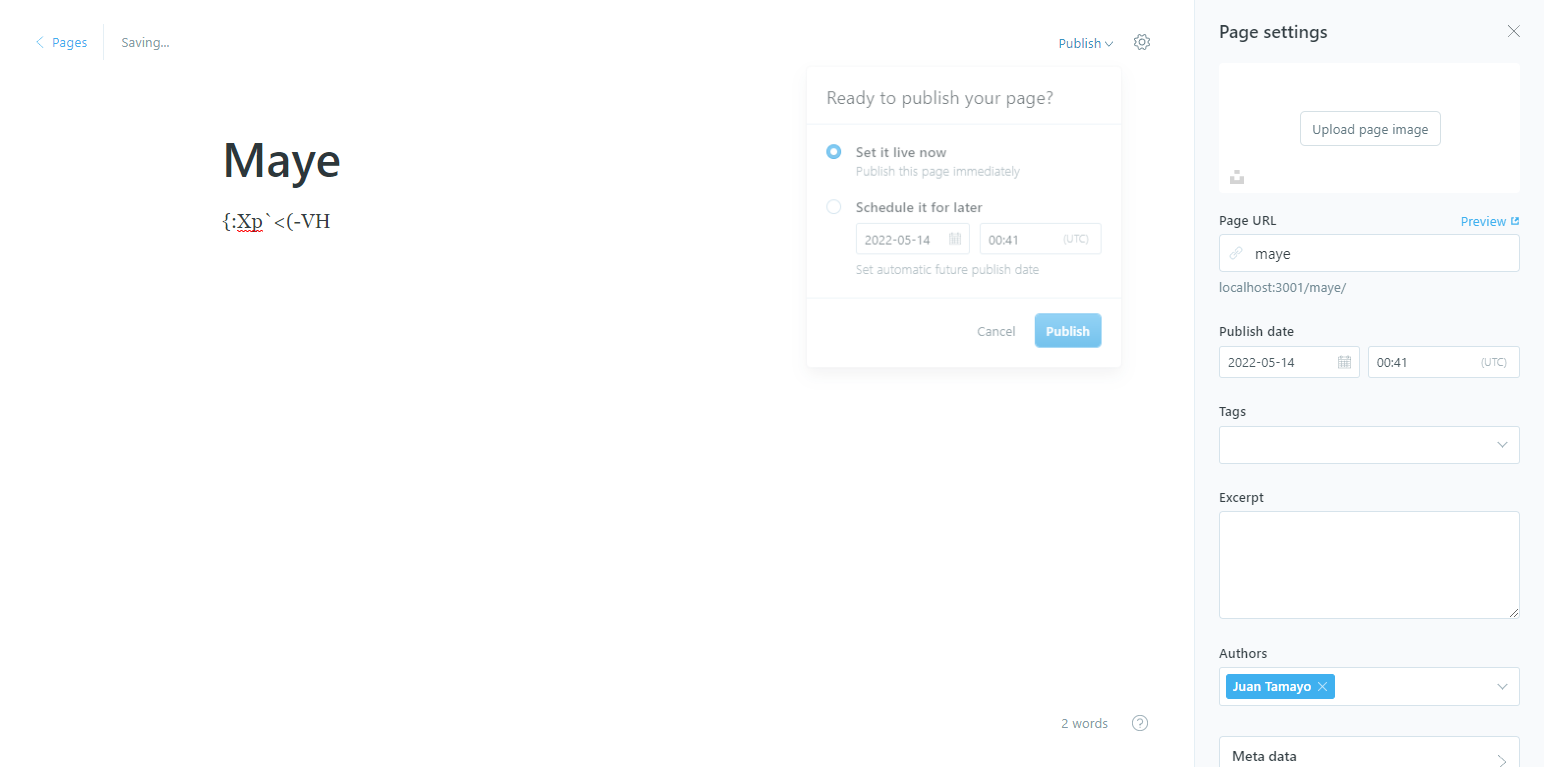 Pages
Saving...
Publish
Maye
{:Xp`<(-VH
Ready to publish your page?
Set it live now
Publish this page immediately
Schedule it for later
2022-05-14
00:41 (UTC)
Set automatic future publish date
Cancel
Publish
2 words
Page settings
Upload page image
Page URL
Preview
maye
localhost:3001/maye/
Publish date
2022-05-14
00:41 (UTC)
Tags
Excerpt
Authors
Juan Tamayo
Meta data